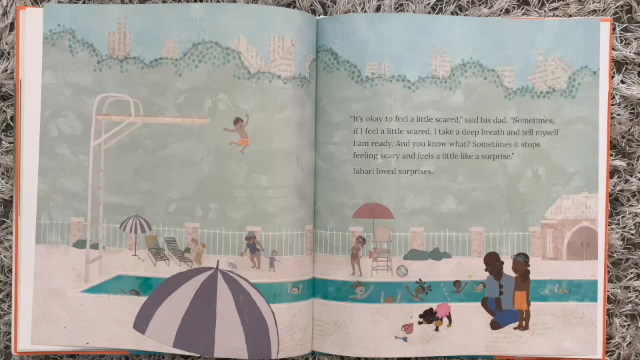 "It's okay to feel a little scared," said his dad. "Sometimes,
if I feel a little scared, I take a deep breath and tell myself
I am ready. And you know what? Sometimes it stops
feeling scary and feels a little like a surprise."
Jabari loved surprises.